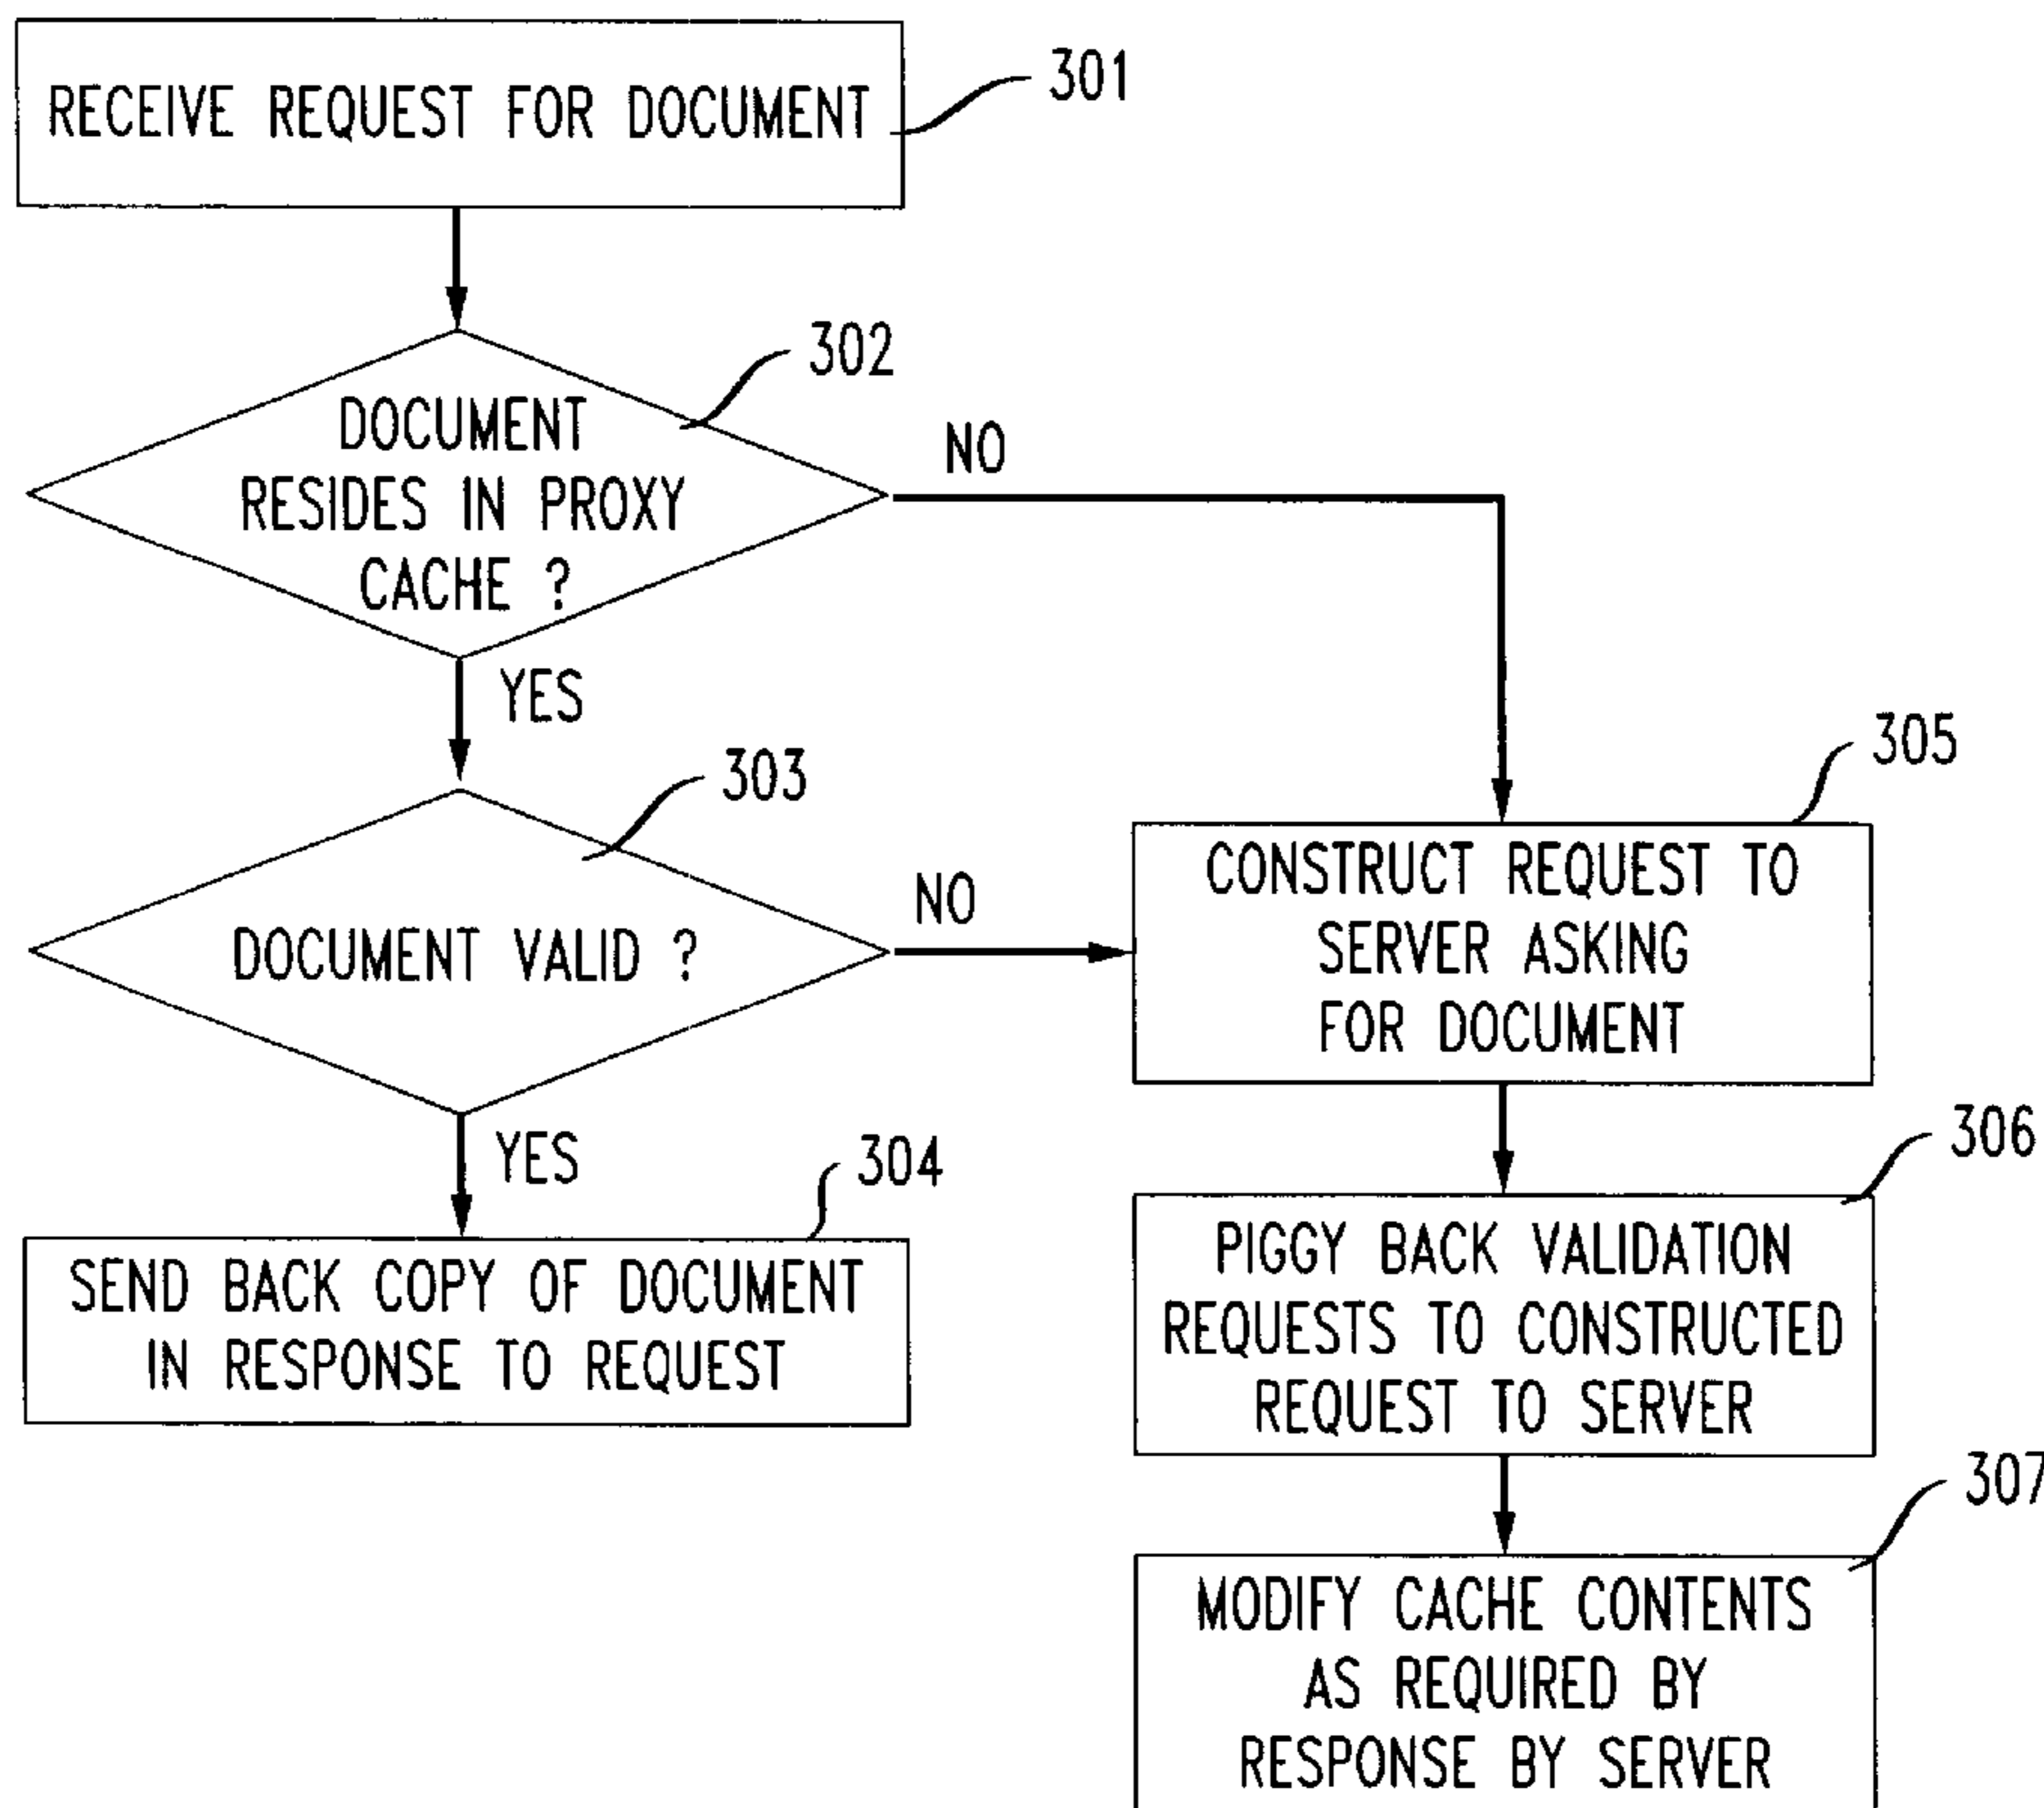 RECEIVE REQUEST FOR DOCUMENT
301
302
DOCUMENT
RESIDES IN PROXY
CACHE ?
NO
YES
303
DOCUMENT VALID ?
NO
YES
304
SEND BACK COPY OF DOCUMENT
IN RESPONSE TO REQUEST
305
CONSTRUCT REQUEST TO
SERVER ASKING
FOR DOCUMENT
306
PIGGY BACK VALIDATION
REQUESTS TO CONSTRUCTED
REQUEST TO SERVER
307
MODIFY CACHE CONTENTS
AS REQUIRED BY
RESPONSE BY SERVER